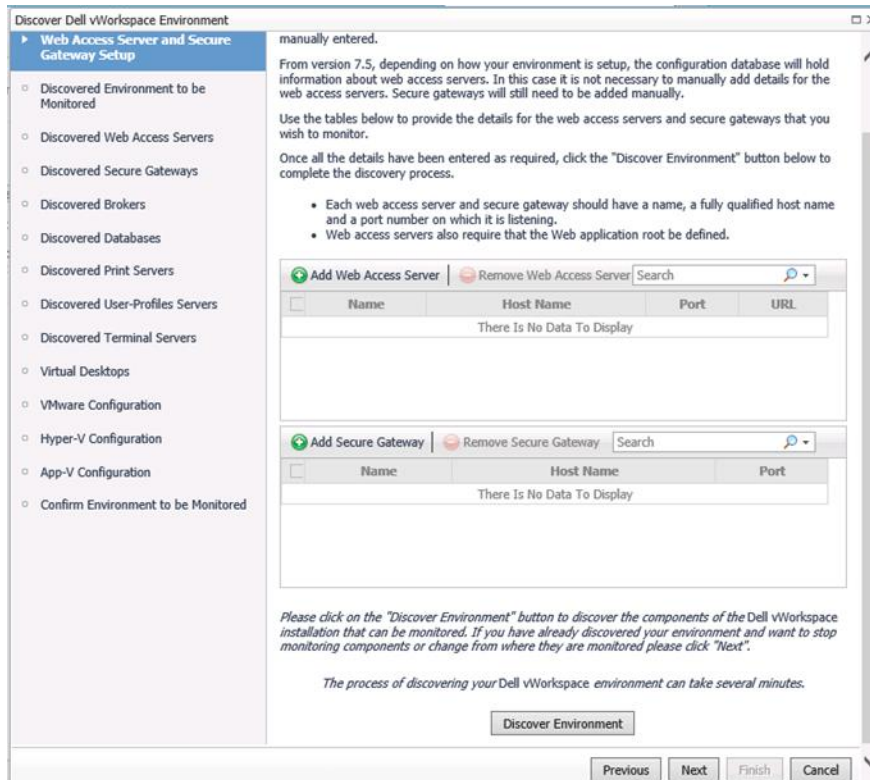 Discover Dell vWorkspace Environment
Web Access Server and Secure
Gateway Setup
Discovered Environment to be
Monitored
Discovered Web Access Servers
Discovered Secure Gateways
Discovered Brokers
Discovered Databases
Discovered Print Servers
Discovered User-Profiles Servers
Discovered Terminal Servers
Virtual Desktops
VMware Configuration
Hyper-V Configuration
App-V Configuration
Confirm Environment to be Monitored
manually entered.
From version 7.5, depending on how your environment is setup, the configuration database will hold
information about web access servers. In this case it is not necessary to manually add details for the
web access servers. Secure gateways will still need to be added manually.
Use the tables below to provide the details for the web access servers and secure gateways that you
wish to monitor.
Once all the details have been entered as required, click the "Discover Environment" button below to
complete the discovery process.
• Each web access server and secure gateway should have a name, a fully qualified host name
and a port number on which it is listening.
• Web access servers also require that the Web application root be defined.
Add Web Access Server Remove Web Access Server Search
Name Host Name Port URL
There Is No Data To Display
Add Secure Gateway Remove Secure Gateway Search
Name Host Name Port
There Is No Data To Display
Please click on the "Discover Environment" button to discover the components of the Dell vWorkspace
installation that can be monitored. If you have already discovered your environment and want to stop
monitoring components or change from where they are monitored please click "Next".
The process of discovering your Dell vWorkspace environment can take several minutes.
Discover Environment
Previous Next Finish Cancel